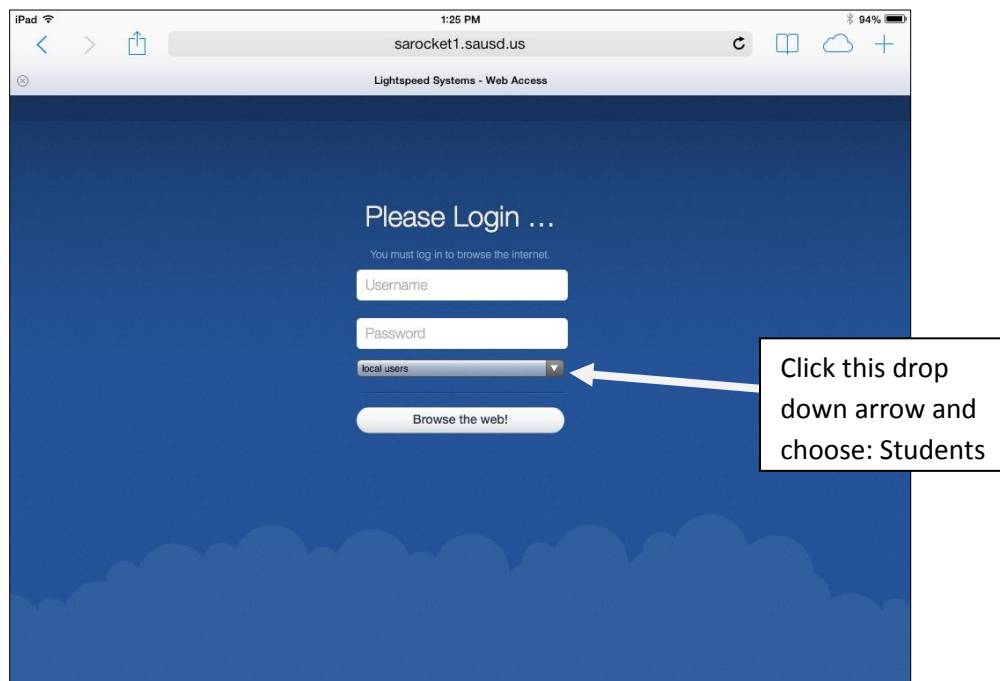 iPad 1:25 PM 94%
sarocket1.sausd.us
Lightspeed Systems - Web Access
Please Login ...
You must log in to browse the internet.
Username
Password
local users
Click this drop
down arrow and
choose: Students
Browse the web!